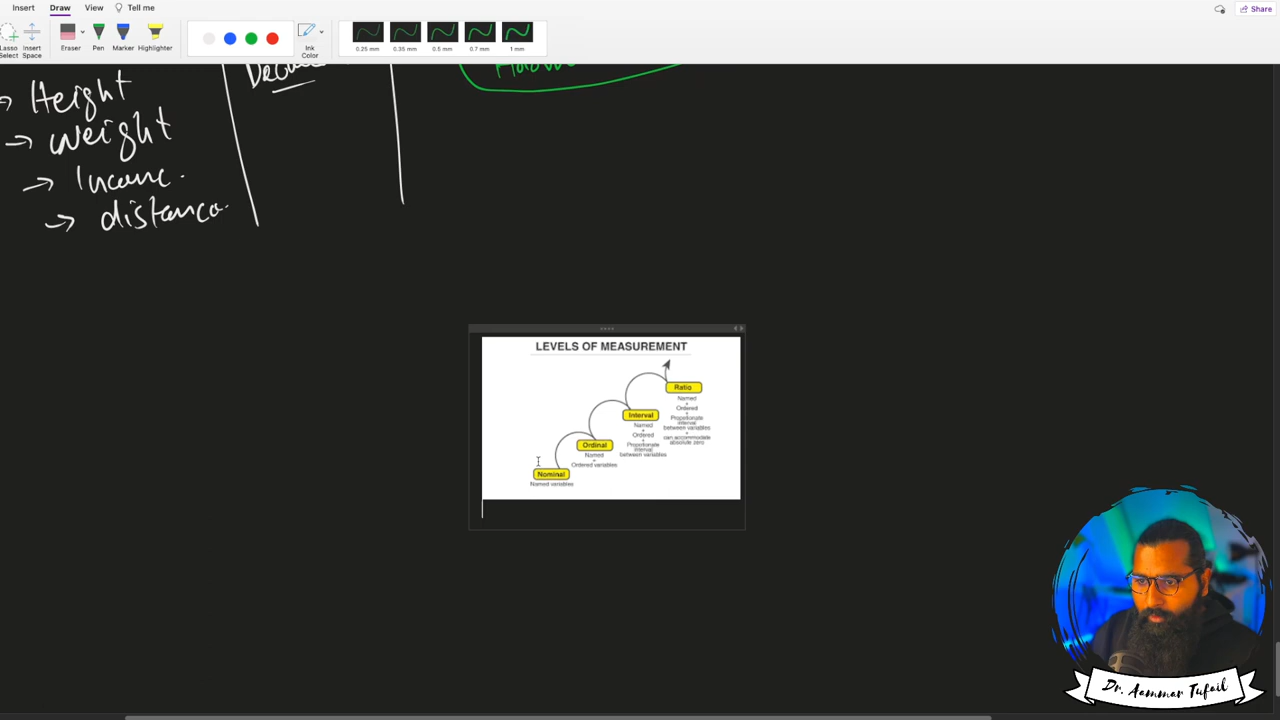 Insert Draw View Tell me Share
Lasso Select
Insert Space
Eraser Pen Marker Highlighter
Ink Color
0.25 mm 0.35 mm 0.5 mm 0.7 mm 1 mm
→ Height
→ Weight
→ Income.
→ distance.
LEVELS OF MEASUREMENT
Ratio
Named
+
Ordered
+
Proportionate
interval
between variables
+
can accommodate
absolute zero
Interval
Named
+
Ordered
+
Proportionate
interval
between variables
Ordinal
Named
+
Ordered variables
Nominal
Named variables
Dr. Aammar Tufail